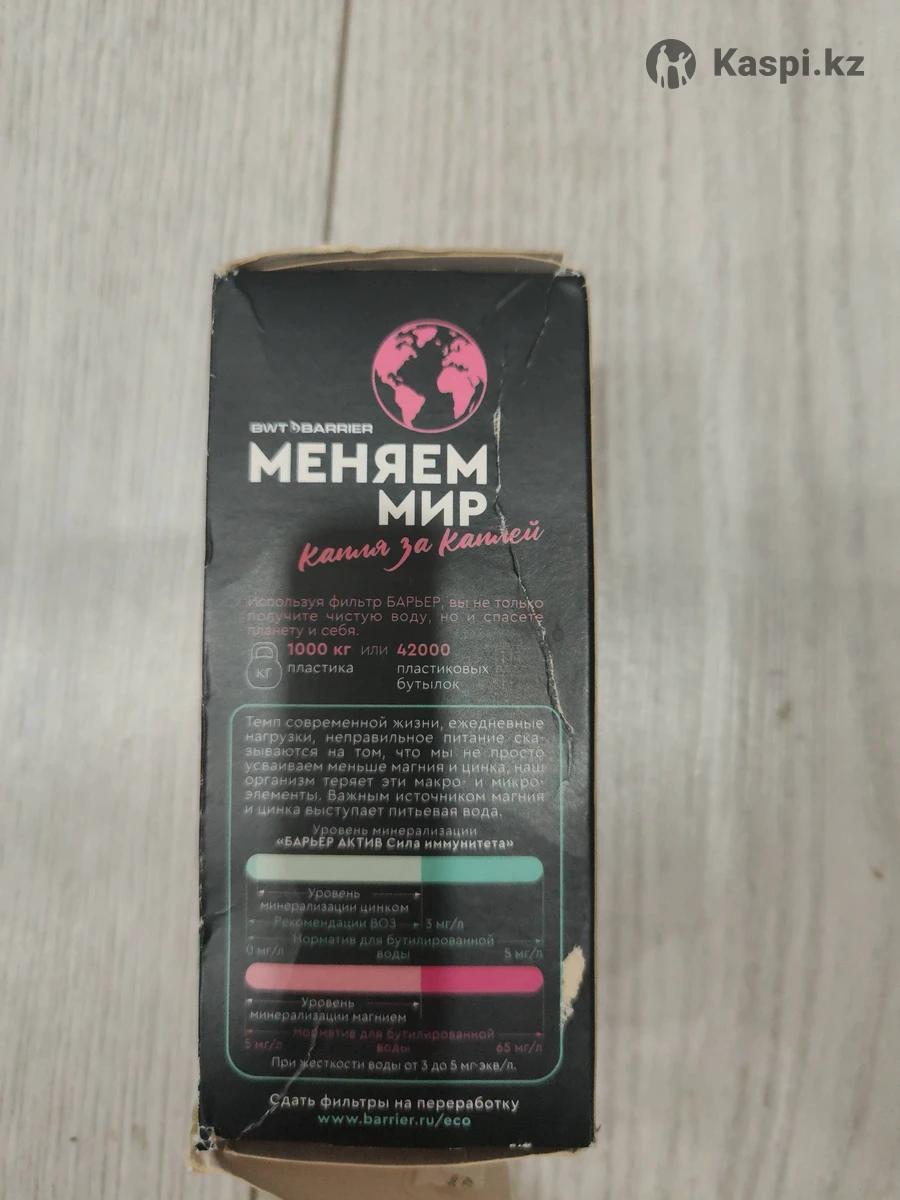 Kaspi.kz
BWT BARRIER
МЕНЯЕМ
МИР
капля за каплей
Используя фильтр БАРЬЕР, вы не только
получите чистую воду, но и спасете
планету и себя.
1000 кг или 42000
кг пластика пластиковых
бутылок
Темп современной жизни, ежедневные
нагрузки, неправильное питание ска-
зываются на том, что мы не просто
усваиваем меньше магния и цинка, наш
организм теряет эти макро- и микро-
элементы. Важным источником магния
и цинка выступает питьевая вода.
Уровень минерализации
«БАРЬЕР АКТИВ Сила иммунитета»
Уровень
минерализации цинком
Рекомендации ВОЗ 3 мг/л
Норматив для бутилированной
0 мг/л воды 5 мг/л
Уровень
минерализации магнием
Норматив для бутилированной
5 мг/л воды 65 мг/л
При жесткости воды от 3 до 5 мг-экв/л.
Сдать фильтры на переработку
www.barrier.ru/eco